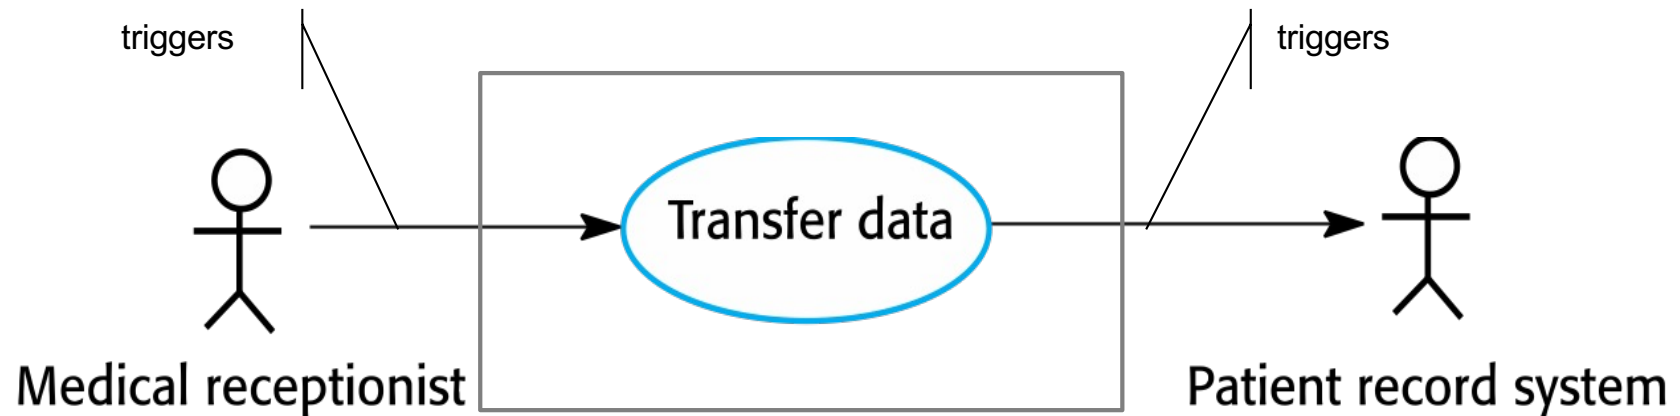 triggers
triggers
Transfer data
Medical receptionist
Patient record system